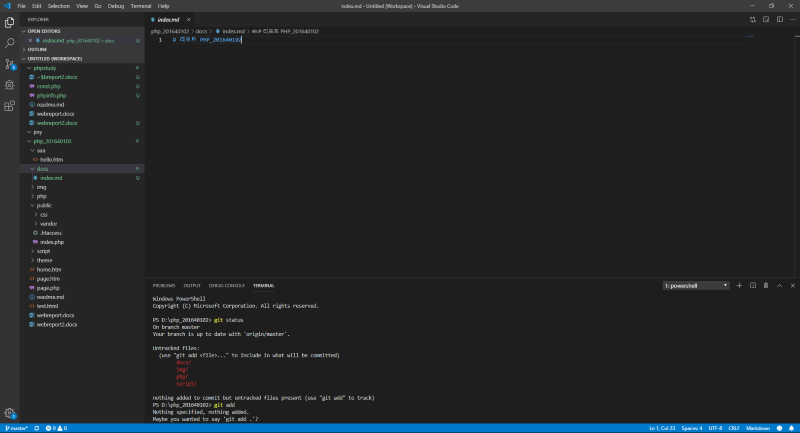 File Edit Selection View Go Debug Terminal Help
index.md - Untitled (Workspace) - Visual Studio Code
EXPLORER
OPEN EDITORS
index.md php_201640102 > docs U
OUTLINE
UNTITLED (WORKSPACE)
phpstudy
~$breport2.docx U
const.php U
phpinfo.php U
readme.md
webreport.docx
webreport2.docx U
jiny
php_201640102
aaa
hello.htm
docs
index.md U
img
php
public
css
vendor
.htaccess
index.php
script
theme
home.htm
page.htm
page.php
readme.md
test.html
webreport.docx
webreport2.docx
index.md
php_201640102 > docs > index.md > # 리포트 PHP_201640102
1 # 리포트 PHP_201640102
PROBLEMS OUTPUT DEBUG CONSOLE TERMINAL
1: powershell
Windows PowerShell
Copyright (C) Microsoft Corporation. All rights reserved.
PS D:\php_201640102> git status
On branch master
Your branch is up to date with 'origin/master'.
Untracked files:
(use "git add <file>..." to include in what will be committed)
docs/
img/
php/
script/
nothing added to commit but untracked files present (use "git add" to track)
PS D:\php_201640102> git add
Nothing specified, nothing added.
Maybe you wanted to say 'git add .'?
master* 0 0
Ln 1, Col 23 Spaces: 4 UTF-8 CRLF Markdown